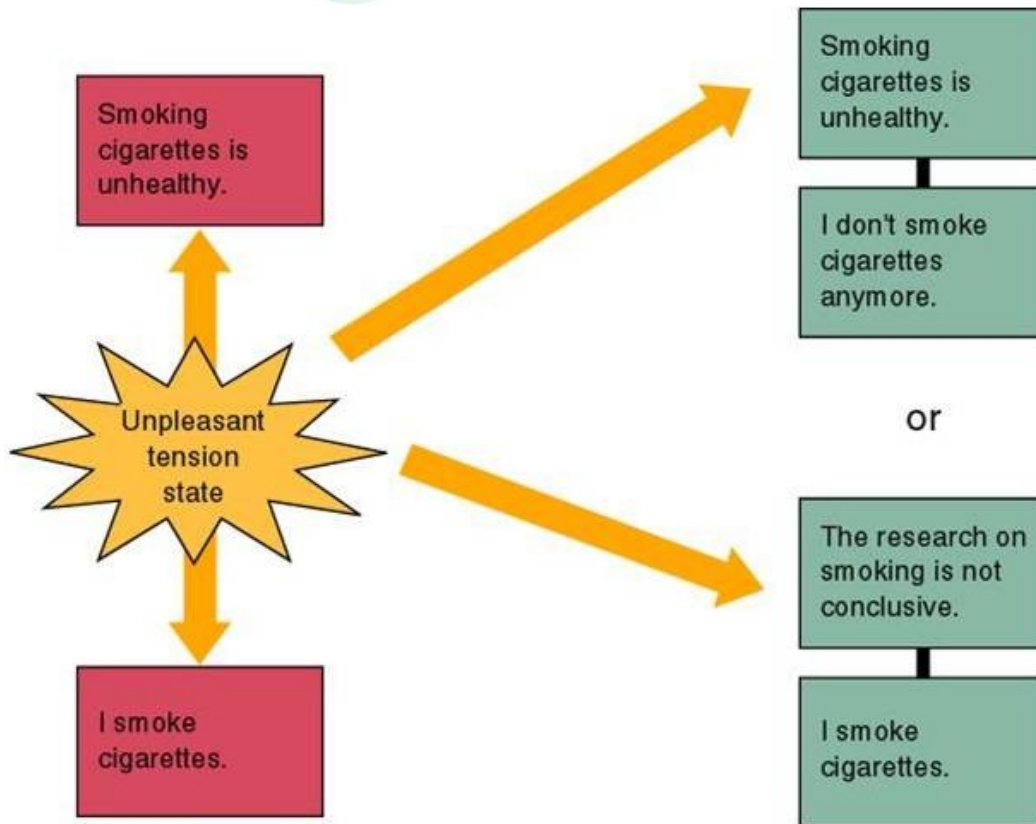 Smoking
cigarettes is
unhealthy.
Unpleasant
tension
state
I smoke
cigarettes.
Smoking
cigarettes is
unhealthy.
I don't smoke
cigarettes
anymore.
or
The research on
smoking is not
conclusive.
I smoke
cigarettes.